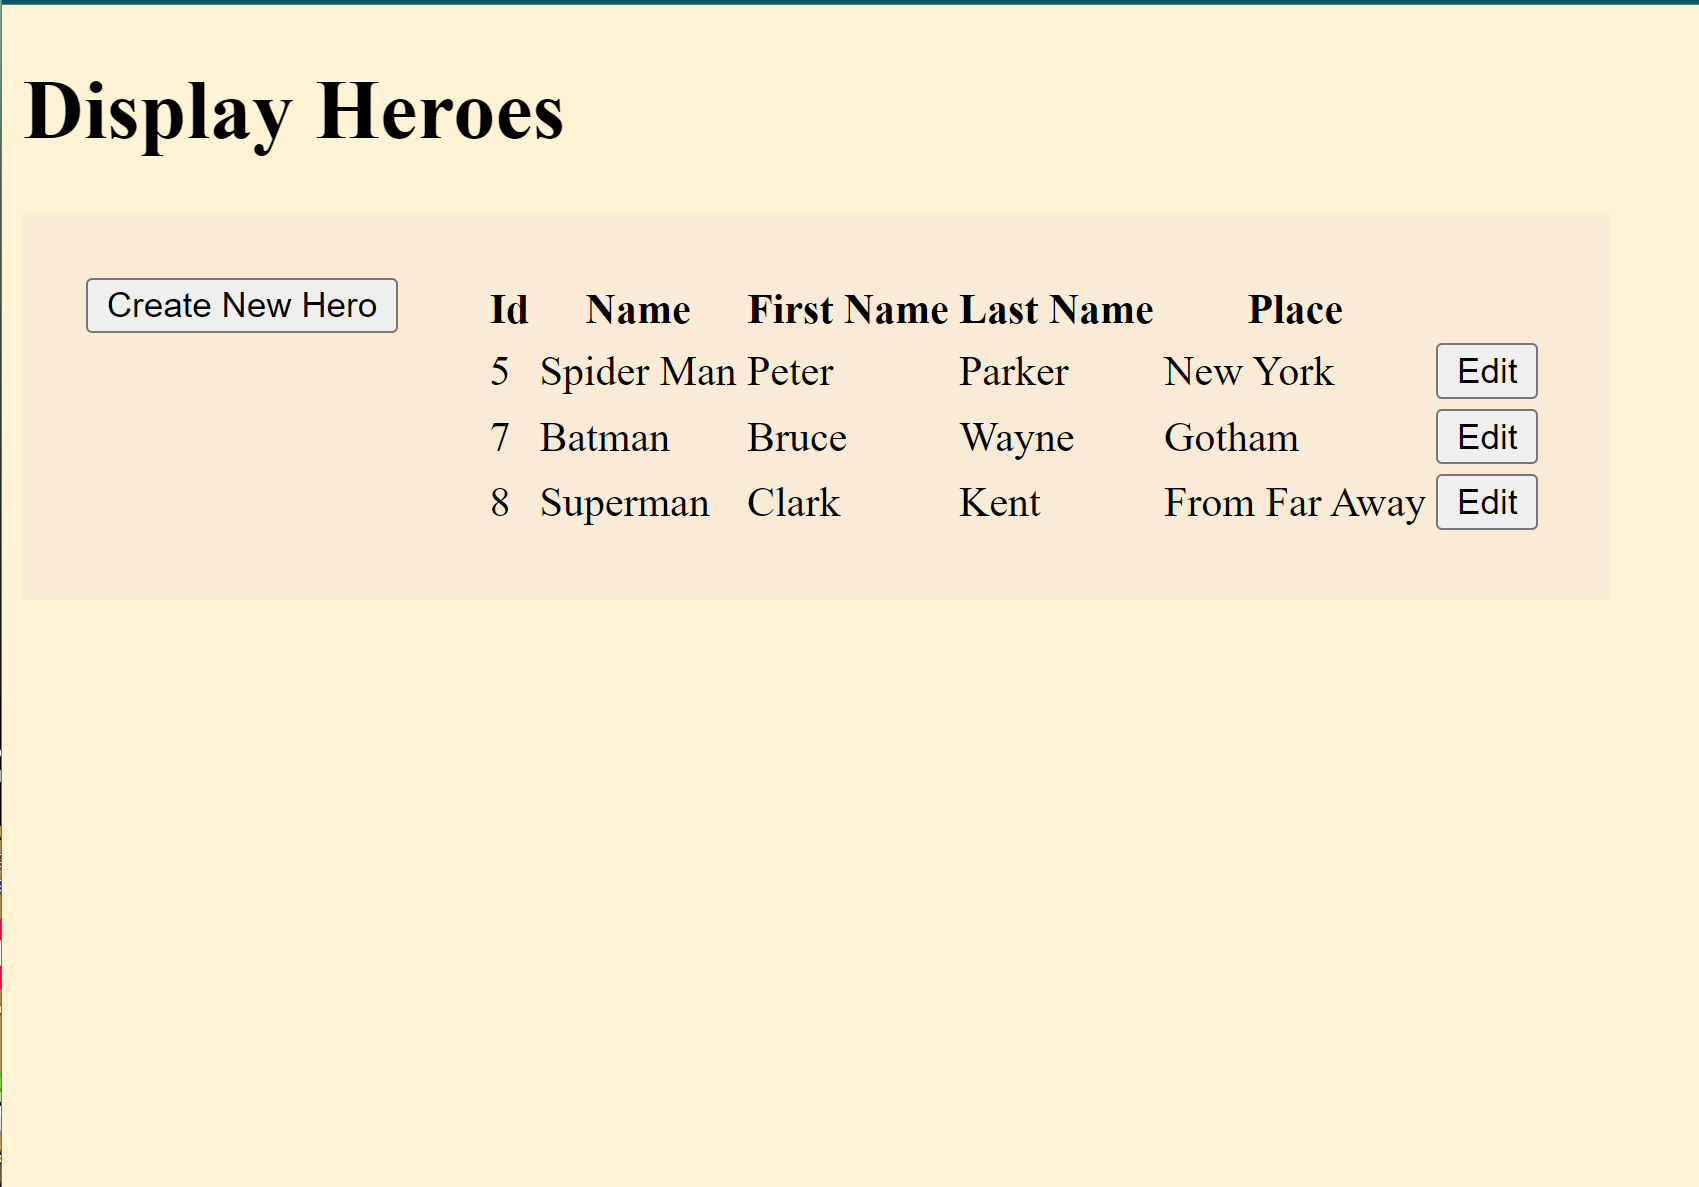 Display Heroes
Create New Hero
Id Name First Name Last Name Place
5 Spider Man Peter Parker New York Edit
7 Batman Bruce Wayne Gotham Edit
8 Superman Clark Kent From Far Away Edit